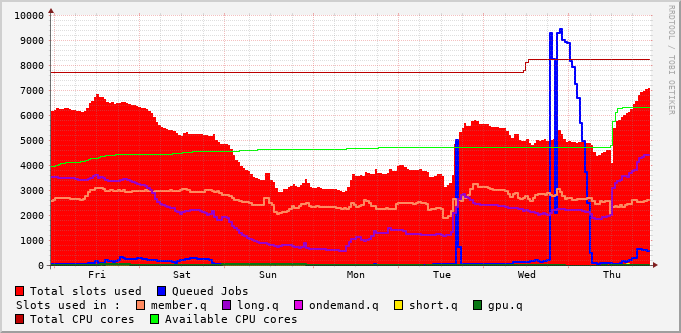 10000
9000
8000
7000
6000
5000
4000
3000
2000
1000
0
Fri Sat Sun Mon Tue Wed Thu
RRDTOOL / TOBI OETIKER
Total slots used Queued Jobs
Slots used in : member.q long.q ondemand.q short.q gpu.q
Total CPU cores Available CPU cores